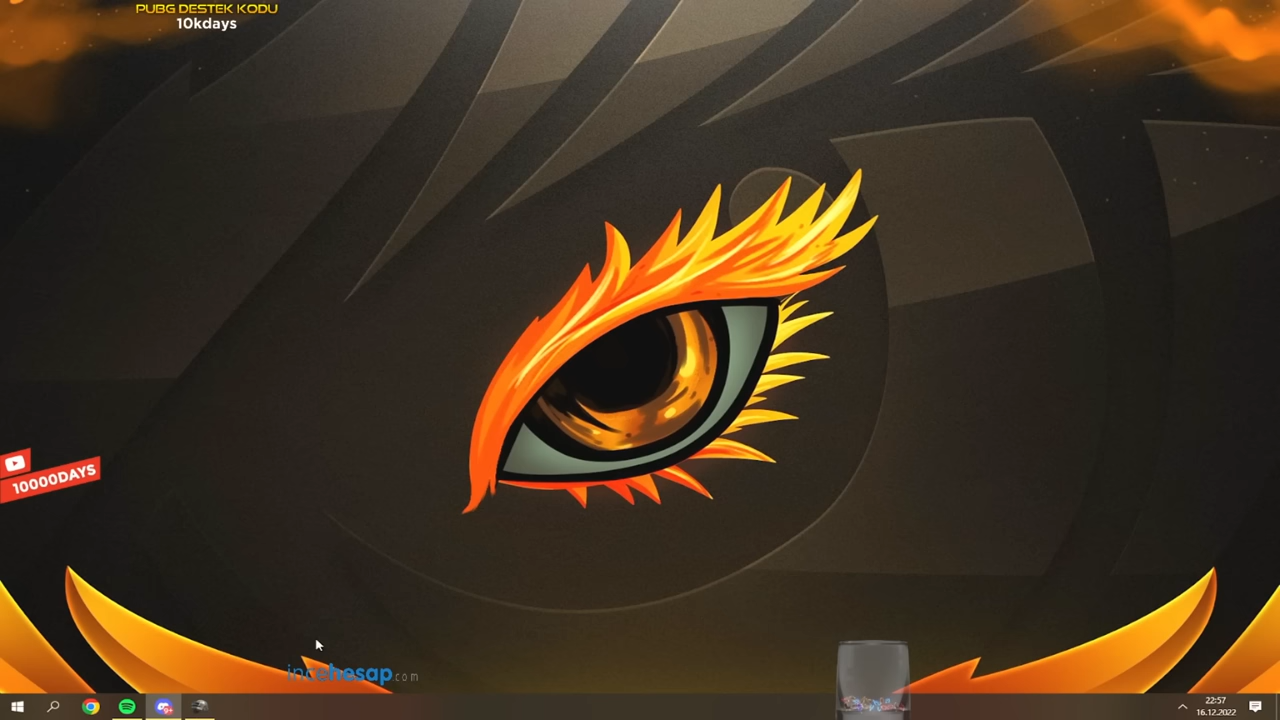 PUBG DESTEK KODU
10kdays
10000DAYS
incehesap.com
22:57
16.12.2022